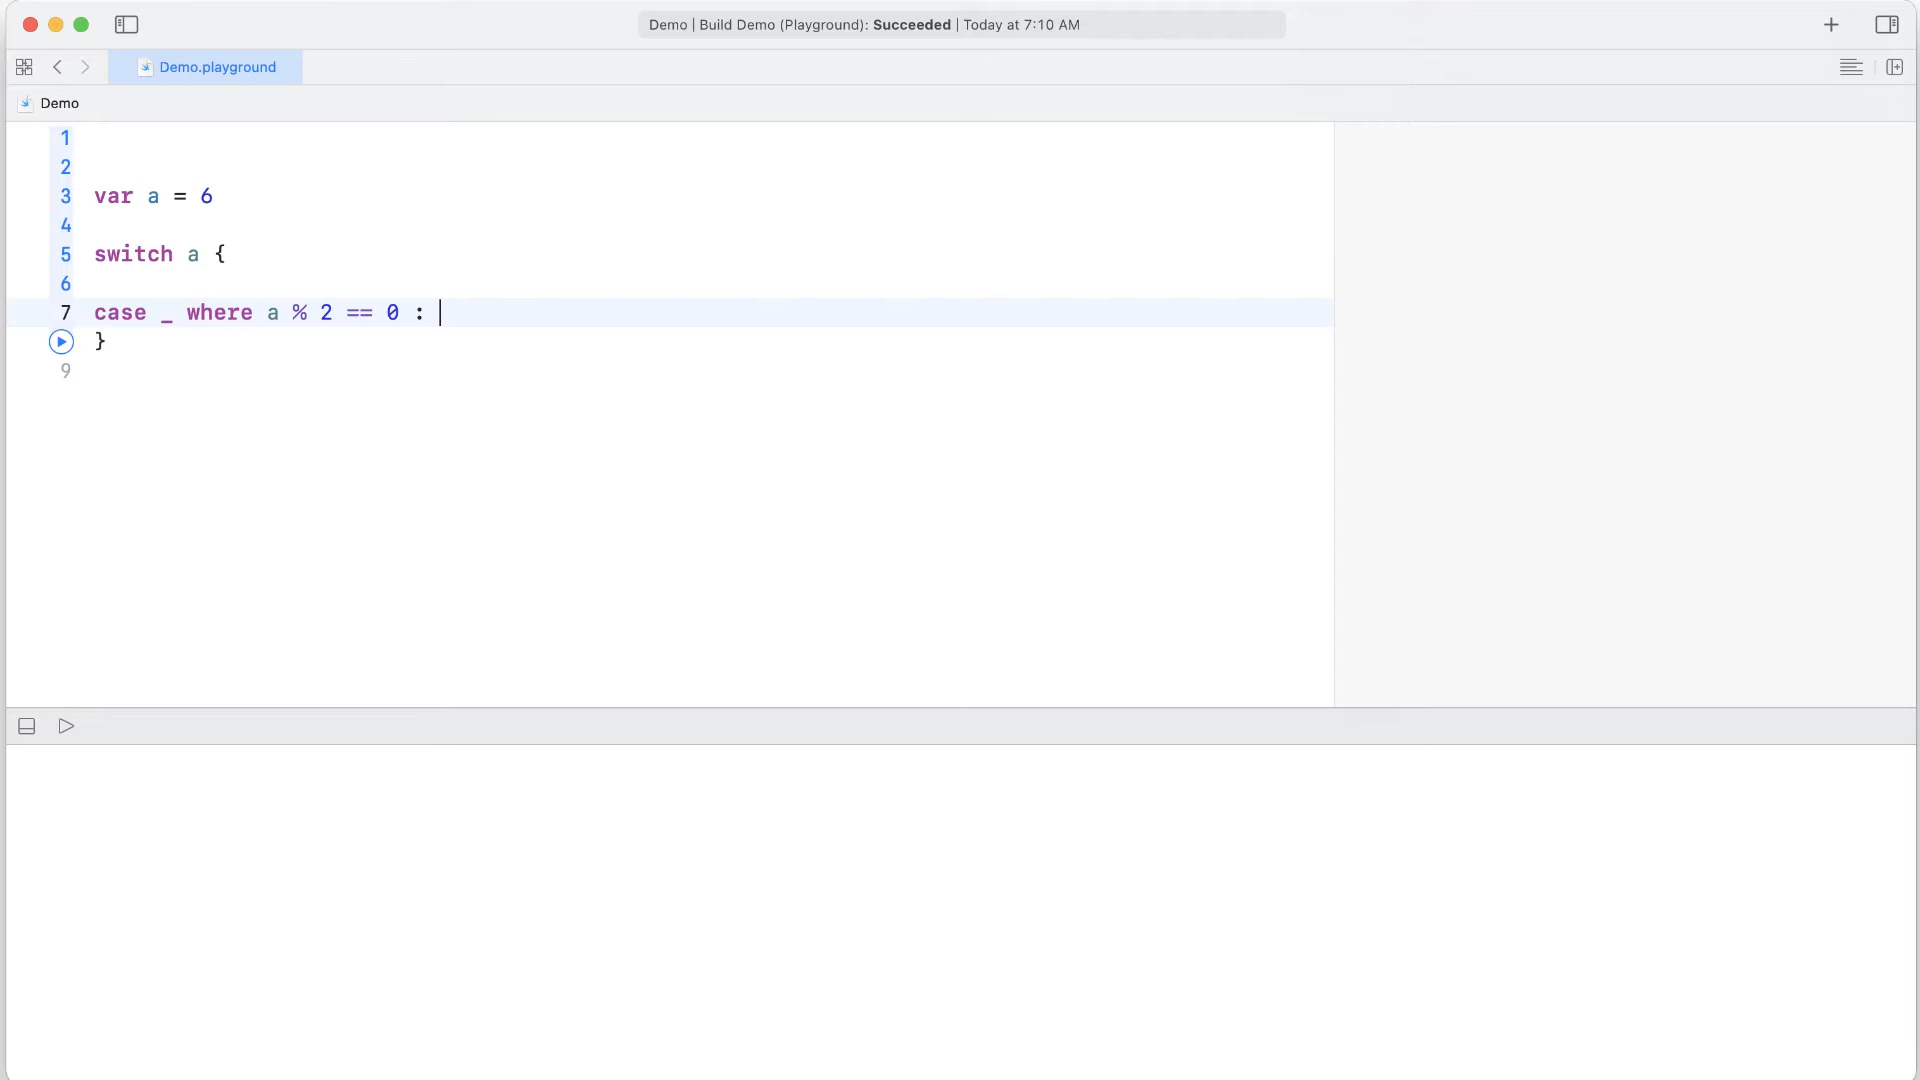 Demo | Build Demo (Playground): Succeeded | Today at 7:10 AM
Demo.playground
Demo
1
2
3 var a = 6
4
5 switch a {
6
7 case _ where a % 2 == 0 :
}
9